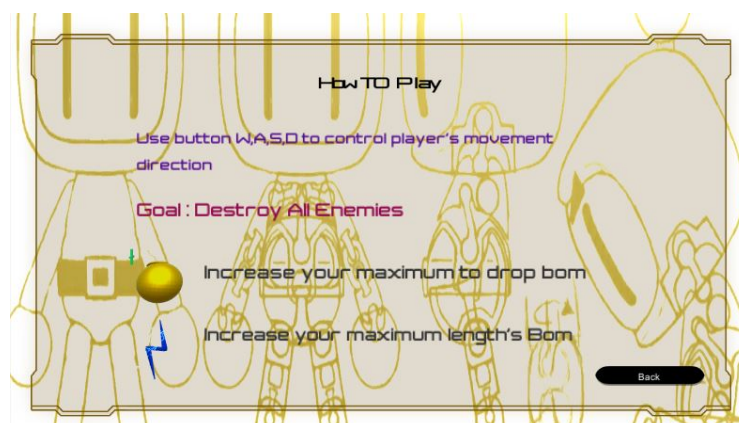 How TO Play
Use button W,A,S,D to control player's movement
direction
Goal : Destroy All Enemies
Increase your maximum to drop bom
Increase your maximum length's Bom
Back